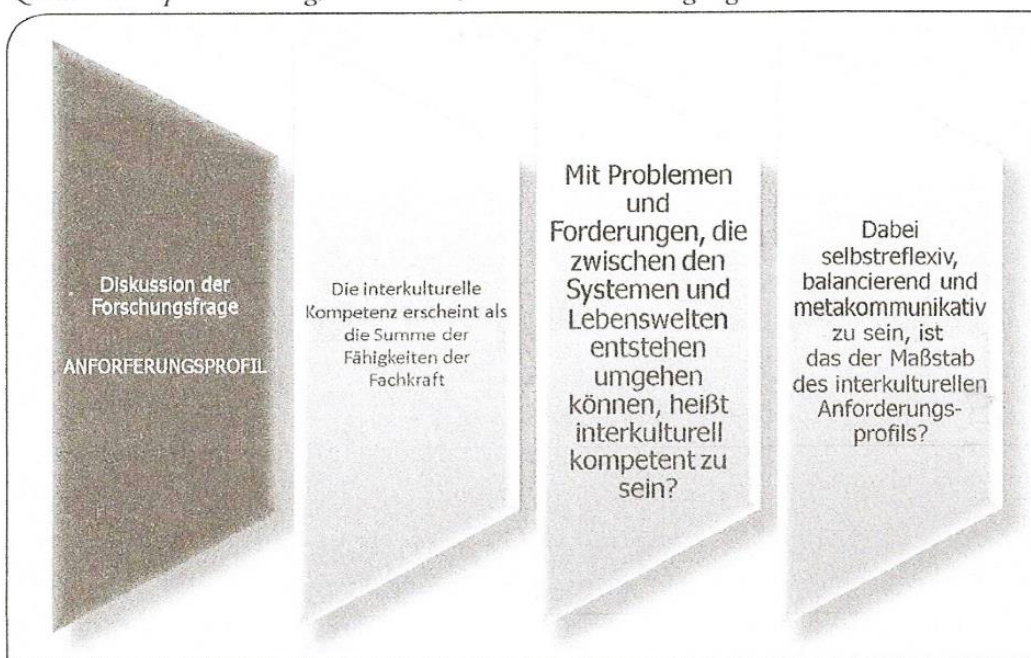 Diskussion der
Forschungsfrage
ANFORFERUNGSPROFIL
Die interkulturelle
Kompetenz erscheint als
die Summe der
Fähigkeiten der
Fachkraft
Mit Problemen
und
Forderungen, die
zwischen den
Systemen und
Lebenswelten
entstehen
umgehen
können, heißt
interkulturell
kompetent zu
sein?
Dabei
selbstreflexiv,
balancierend und
metakommunikativ
zu sein, ist
das der Maßstab
des interkulturellen
Anforderungs-
profils?